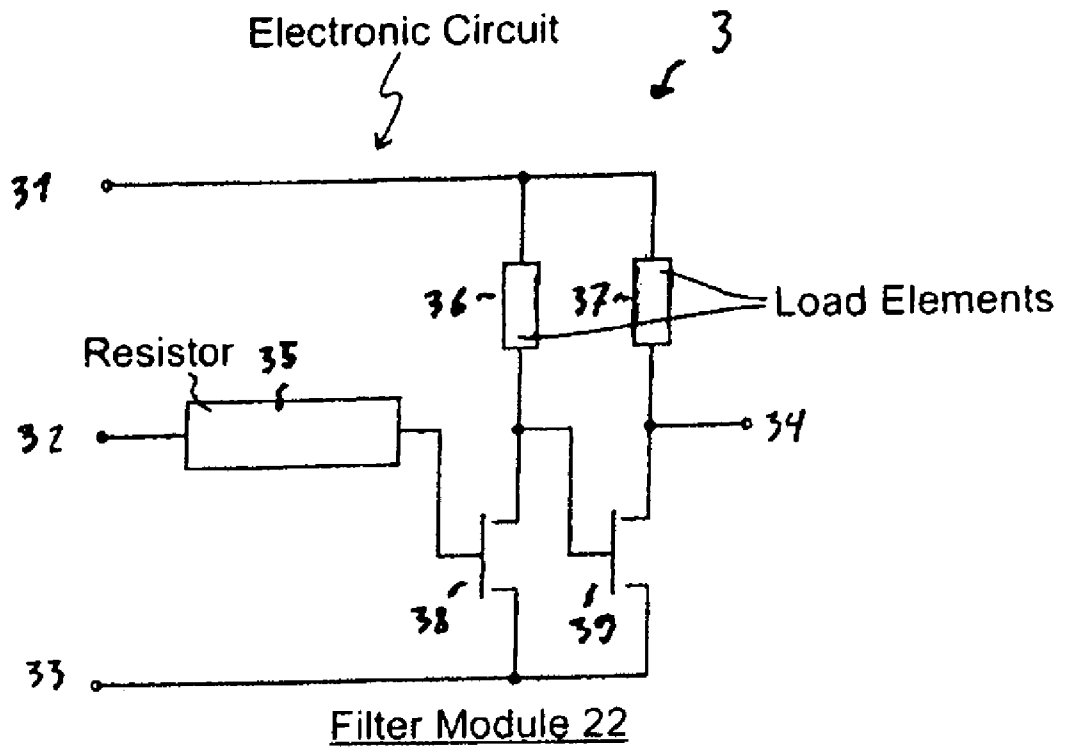 Electronic Circuit
3
31
36
37
Load Elements
Resistor
35
32
34
38
39
33
Filter Module 22